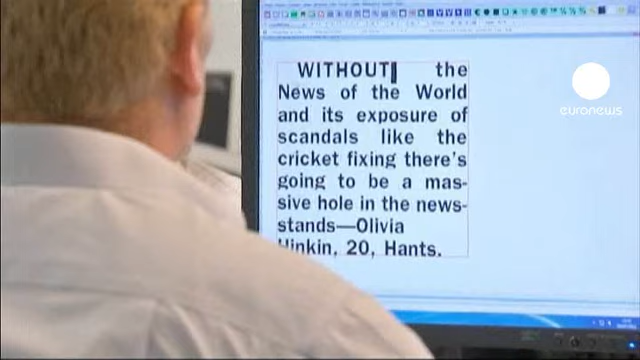 WITHOUT the
News of the World
and its exposure of
scandals like the
cricket fixing there's
going to be a mas-
sive hole in the news-
stands—Olivia
Hinkin, 20, Hants.
euronews